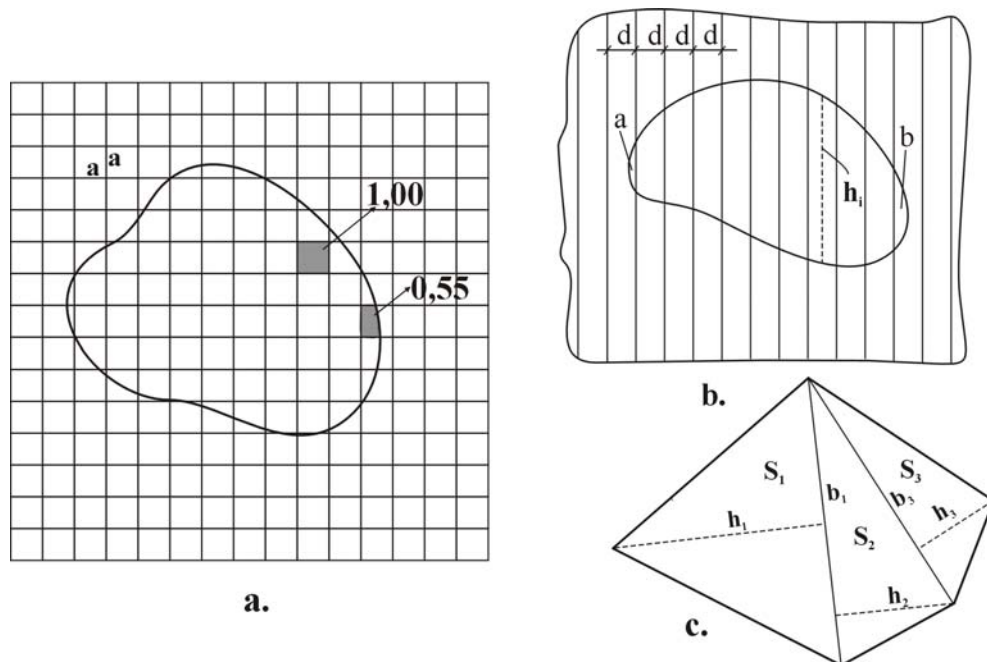 a a
1,00
0,55
a.
d d d d
a
b
hᵢ
b.
S₁
S₃
b₁
b₃
h₁
h₃
S₂
h₂
c.